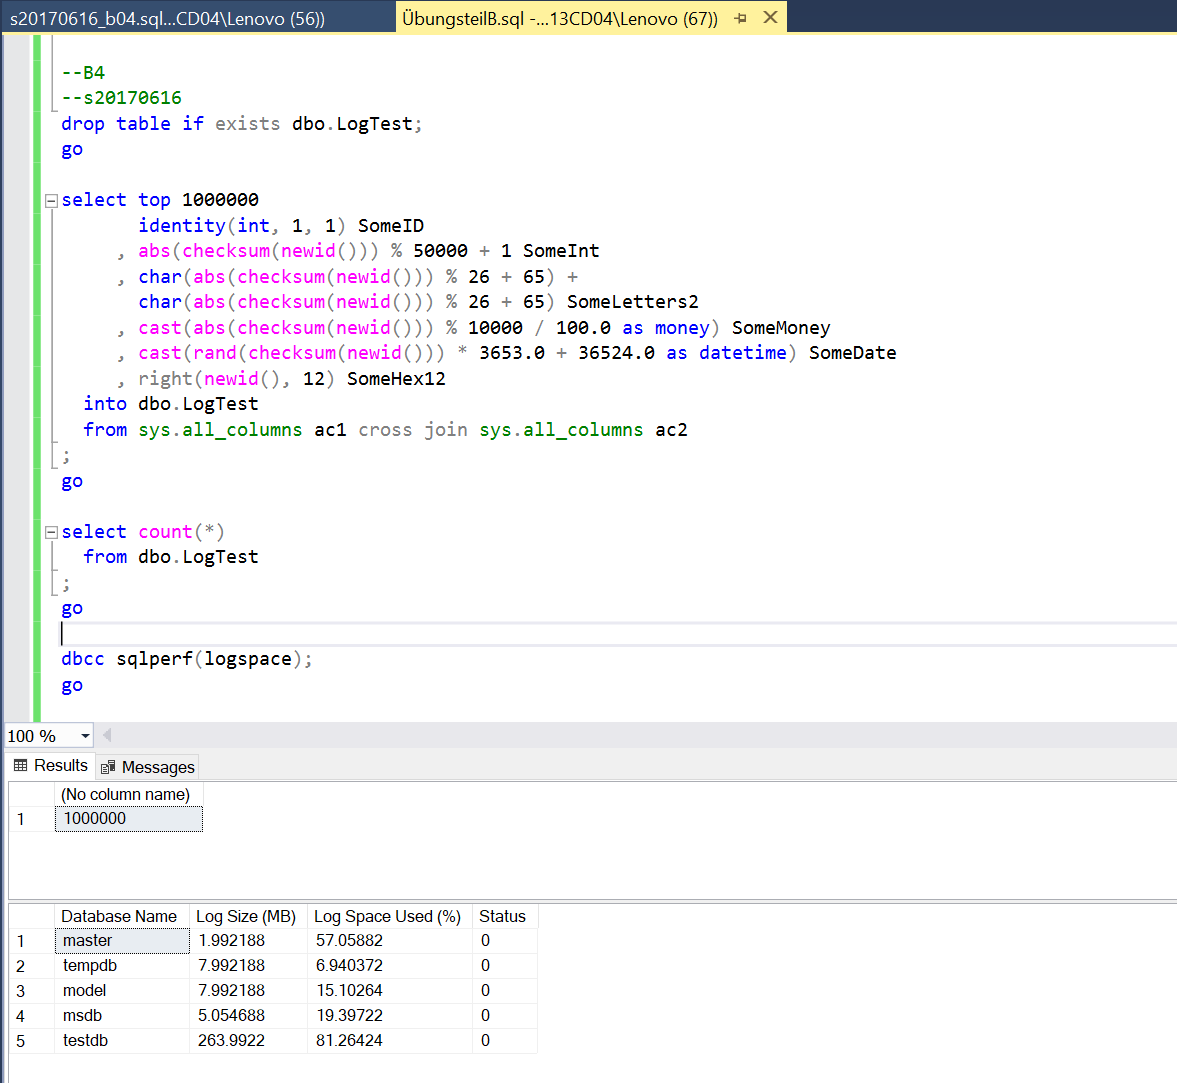 s20170616_b04.sql...CD04\Lenovo (56))
ÜbungsteilB.sql -...13CD04\Lenovo (67))
--B4
--s20170616
drop table if exists dbo.LogTest;
go
select top 1000000
identity(int, 1, 1) SomeID
, abs(checksum(newid())) % 50000 + 1 SomeInt
, char(abs(checksum(newid())) % 26 + 65) +
char(abs(checksum(newid())) % 26 + 65) SomeLetters2
, cast(abs(checksum(newid())) % 10000 / 100.0 as money) SomeMoney
, cast(rand(checksum(newid())) * 3653.0 + 36524.0 as datetime) SomeDate
, right(newid(), 12) SomeHex12
into dbo.LogTest
from sys.all_columns ac1 cross join sys.all_columns ac2
;
go
select count(*)
from dbo.LogTest
;
go
dbcc sqlperf(logspace);
go
100 %
Results Messages
(No column name)
1 1000000
Database Name Log Size (MB) Log Space Used (%) Status
1 master 1.992188 57.05882 0
2 tempdb 7.992188 6.940372 0
3 model 7.992188 15.10264 0
4 msdb 5.054688 19.39722 0
5 testdb 263.9922 81.26424 0